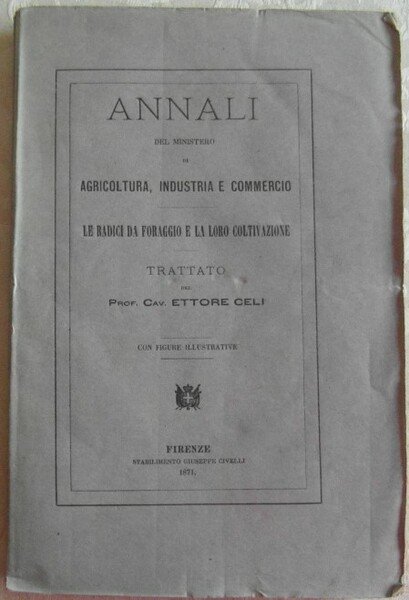 ANNALI
DEL MINISTERO
DI
AGRICOLTURA, INDUSTRIA E COMMERCIO
LE RADICI DA FORAGGIO E LA LORO COLTIVAZIONE
TRATTATO
DEL
PROF. CAV. ETTORE CELI
CON FIGURE ILLUSTRATIVE
FIRENZE
STABILIMENTO GIUSEPPE CIVELLI
1871.